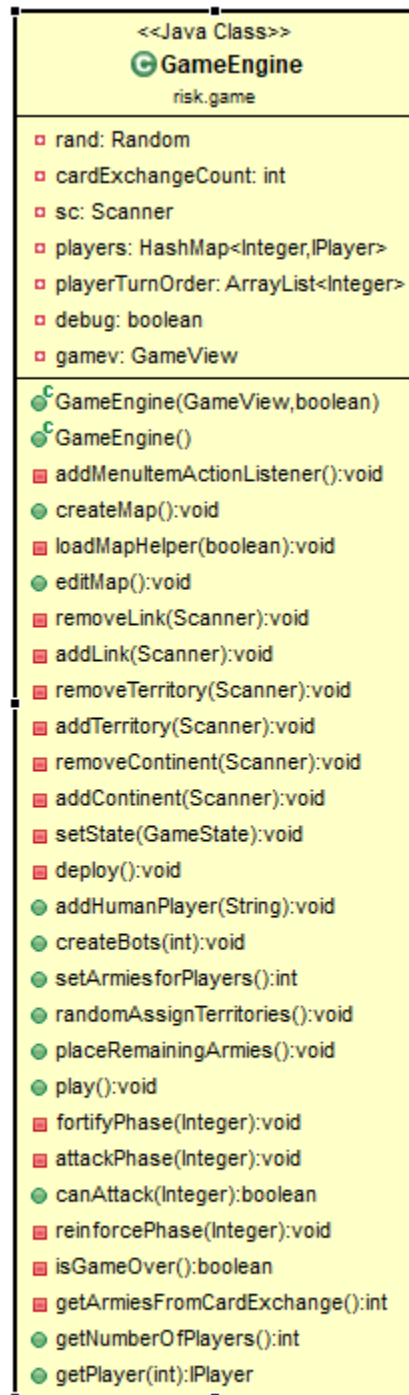 <<Java Class>>
C GameEngine
risk.game
rand: Random
cardExchangeCount: int
sc: Scanner
players: HashMap<Integer,IPlayer>
playerTurnOrder: ArrayList<Integer>
debug: boolean
gamev: GameView
C GameEngine(GameView,boolean)
C GameEngine()
addMenuItemActionListener():void
createMap():void
loadMapHelper(boolean):void
editMap():void
removeLink(Scanner):void
addLink(Scanner):void
removeTerritory(Scanner):void
addTerritory(Scanner):void
removeContinent(Scanner):void
addContinent(Scanner):void
setState(GameState):void
deploy():void
addHumanPlayer(String):void
createBots(int):void
setArmiesforPlayers():int
randomAssignTerritories():void
placeRemainingArmies():void
play():void
fortifyPhase(Integer):void
attackPhase(Integer):void
canAttack(Integer):boolean
reinforcePhase(Integer):void
isGameOver():boolean
getArmiesFromCardExchange():int
getNumberOfPlayers():int
getPlayer(int):IPlayer